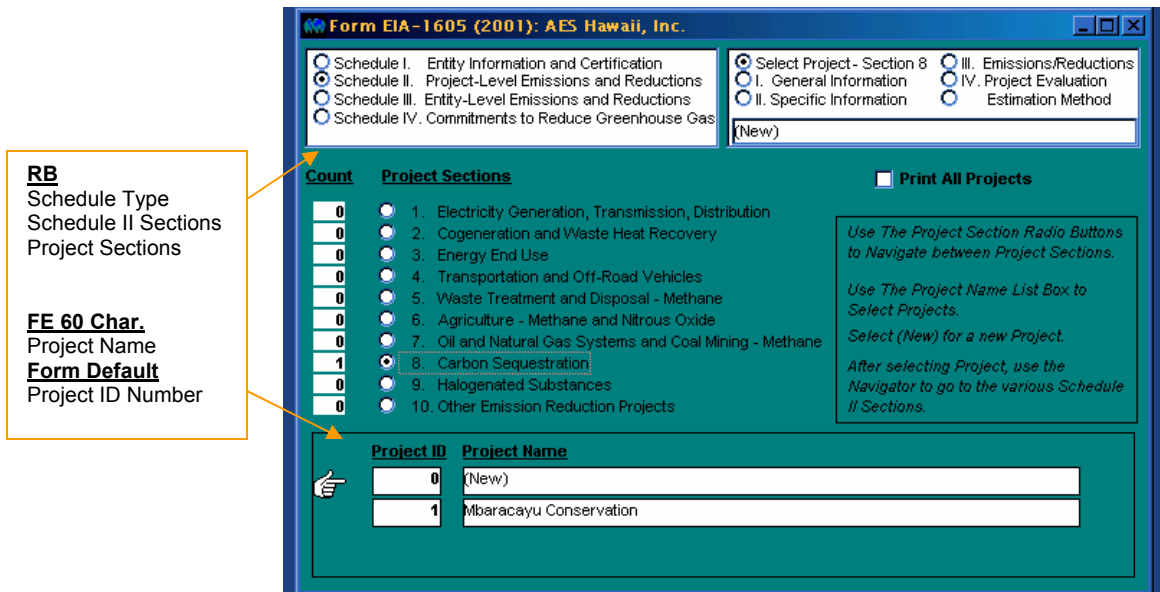 Form EIA-1605 (2001): AES Hawaii, Inc.
Schedule I. Entity Information and Certification
Schedule II. Project-Level Emissions and Reductions
Schedule III. Entity-Level Emissions and Reductions
Schedule IV. Commitments to Reduce Greenhouse Gas
Select Project - Section 8
I. General Information
II. Specific Information
III. Emissions/Reductions
IV. Project Evaluation
Estimation Method
(New)
RB
Schedule Type
Schedule II Sections
Project Sections
FE 60 Char.
Project Name
Form Default
Project ID Number
Count Project Sections
Print All Projects
0 1. Electricity Generation, Transmission, Distribution
0 2. Cogeneration and Waste Heat Recovery
0 3. Energy End Use
0 4. Transportation and Off-Road Vehicles
0 5. Waste Treatment and Disposal - Methane
0 6. Agriculture - Methane and Nitrous Oxide
0 7. Oil and Natural Gas Systems and Coal Mining - Methane
1 8. Carbon Sequestration
0 9. Halogenated Substances
0 10. Other Emission Reduction Projects
Use The Project Section Radio Buttons
to Navigate between Project Sections.
Use The Project Name List Box to
Select Projects.
Select (New) for a new Project.
After selecting Project, use the
Navigator to go to the various Schedule
II Sections.
Project ID Project Name
0 (New)
1 Mbaracayu Conservation